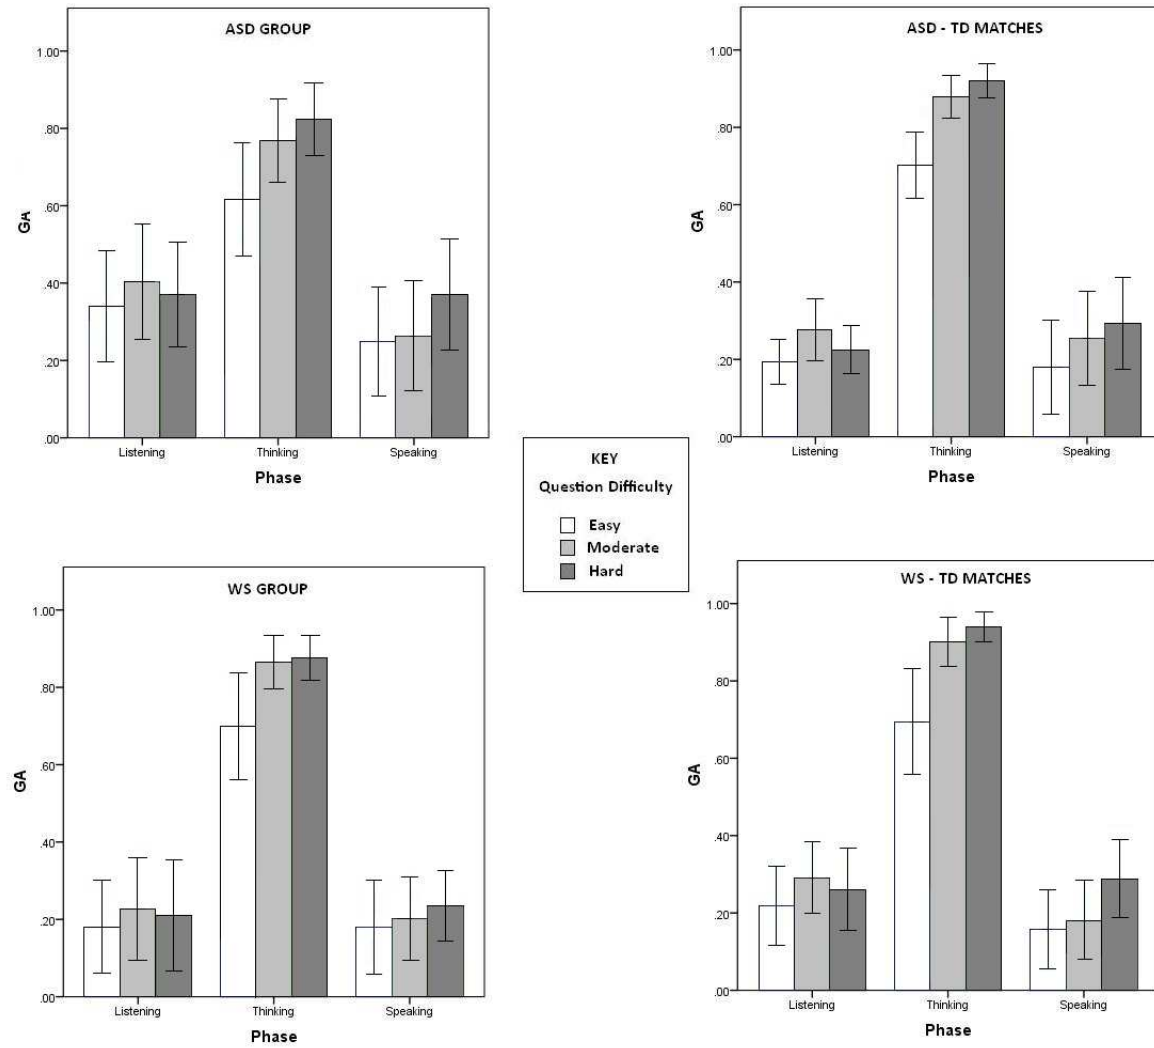 ASD GROUP
1.00
.80
.60
.40
.20
.00
GA
Listening
Thinking
Speaking
Phase
ASD - TD MATCHES
1.00
.80
.60
.40
.20
.00
GA
Listening
Thinking
Speaking
Phase
KEY
Question Difficulty
Easy
Moderate
Hard
WS GROUP
1.00
.80
.60
.40
.20
.00
GA
Listening
Thinking
Speaking
Phase
WS - TD MATCHES
1.00
.80
.60
.40
.20
.00
GA
Listening
Thinking
Speaking
Phase